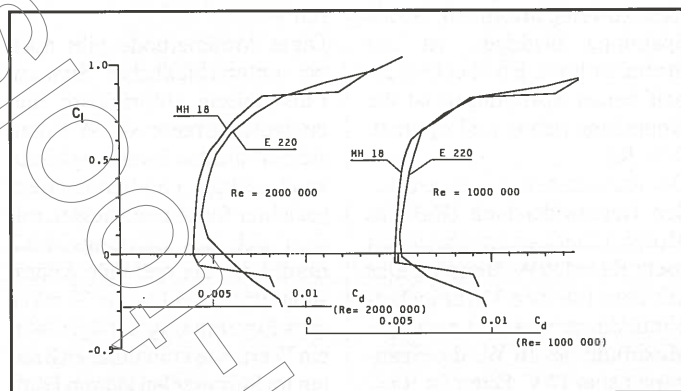 1.0
C_l
MH 18
E 220
MH 18
E 220
0.5
Re = 2000 000
Re = 1000 000
0
0.005
0.01
C_d
(Re= 2000 000)
0
0.005
0.01
C_d
(Re= 1000 000)
-0.5